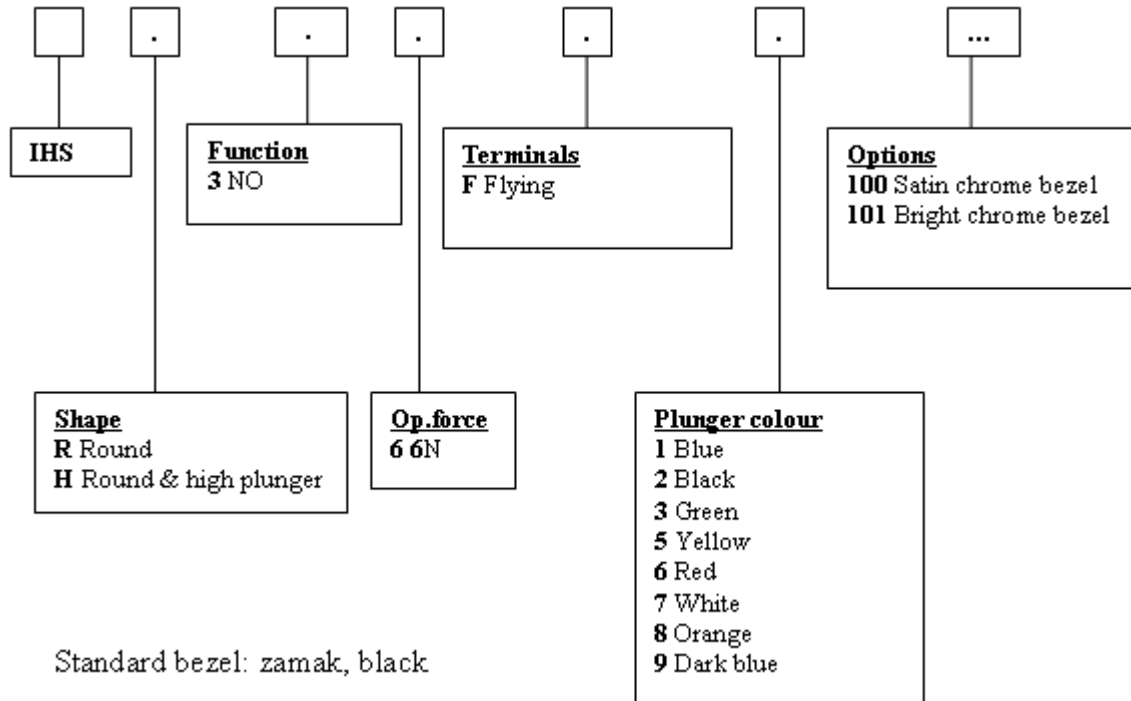 . . . . . ...
IHS
Function
3 NO
Terminals
F Flying
Options
100 Satin chrome bezel
101 Bright chrome bezel
Shape
R Round
H Round & high plunger
Op.force
6 6N
Plunger colour
1 Blue
2 Black
3 Green
5 Yellow
6 Red
7 White
8 Orange
9 Dark blue
Standard bezel: zamak, black